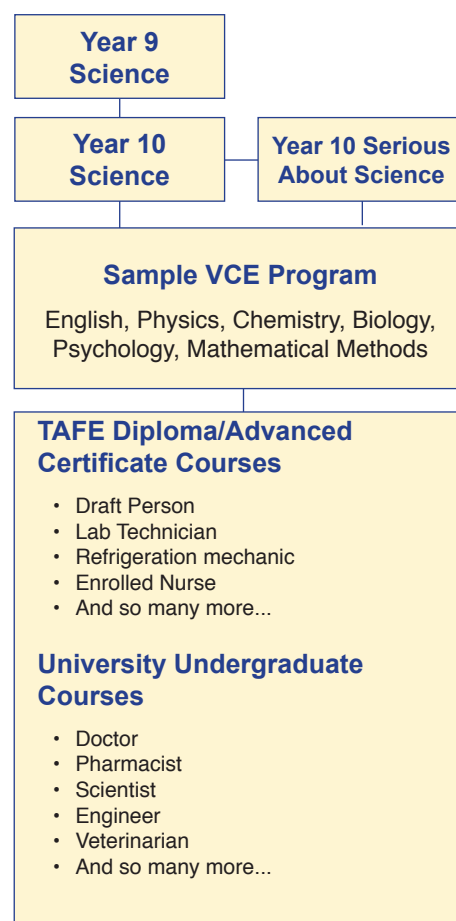 Year 9
Science
Year 10
Science
Year 10 Serious
About Science
Sample VCE Program
English, Physics, Chemistry, Biology,
Psychology, Mathematical Methods
TAFE Diploma/Advanced
Certificate Courses
• Draft Person
• Lab Technician
• Refrigeration mechanic
• Enrolled Nurse
• And so many more...
University Undergraduate
Courses
• Doctor
• Pharmacist
• Scientist
• Engineer
• Veterinarian
• And so many more...